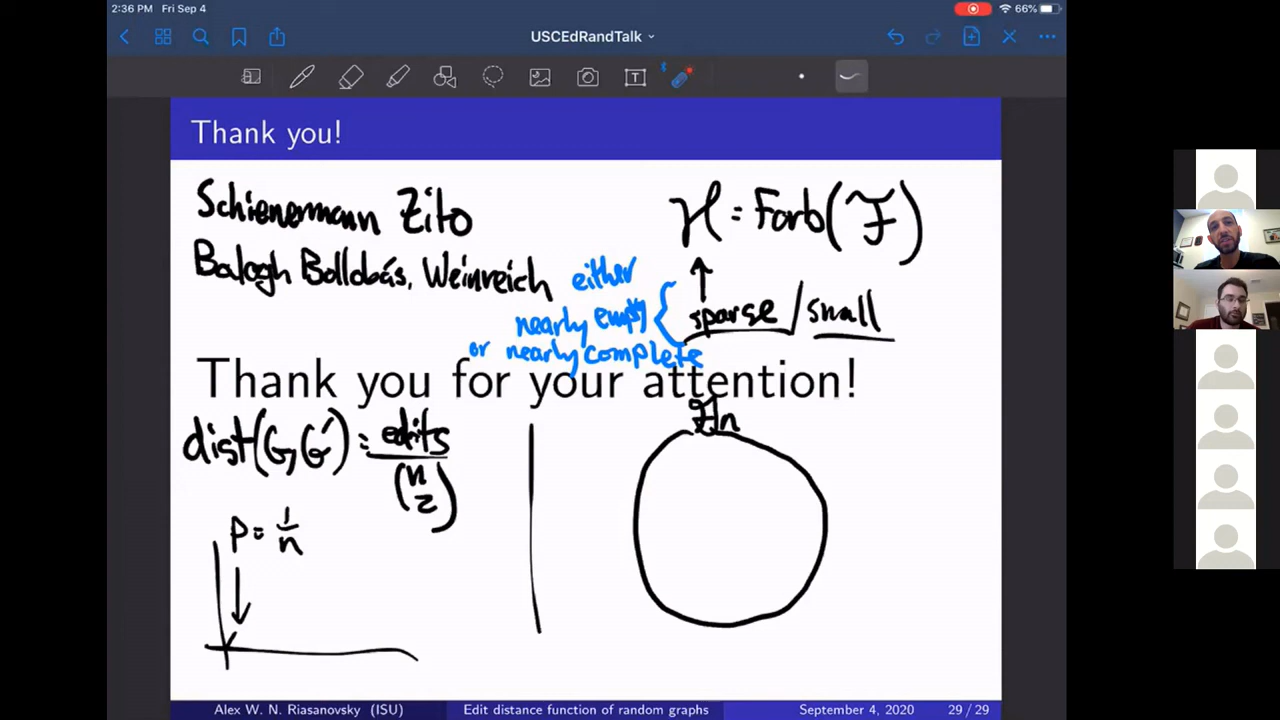 2:36 PM Fri Sep 4
66%
USCEdRandTalk
T
Thank you!
Schienermann Zito
Balogh Bollobás, Weinreich
ℋ = Forb(ℱ)
↑
sparse / small
either
nearly empty
or nearly complete
Thank you for your attention!
dist(G, G') = edits / (n 2)
p = 1/n
ℋn
Alex W. N. Riasanovsky (ISU)
Edit distance function of random graphs
September 4, 2020
29 / 29